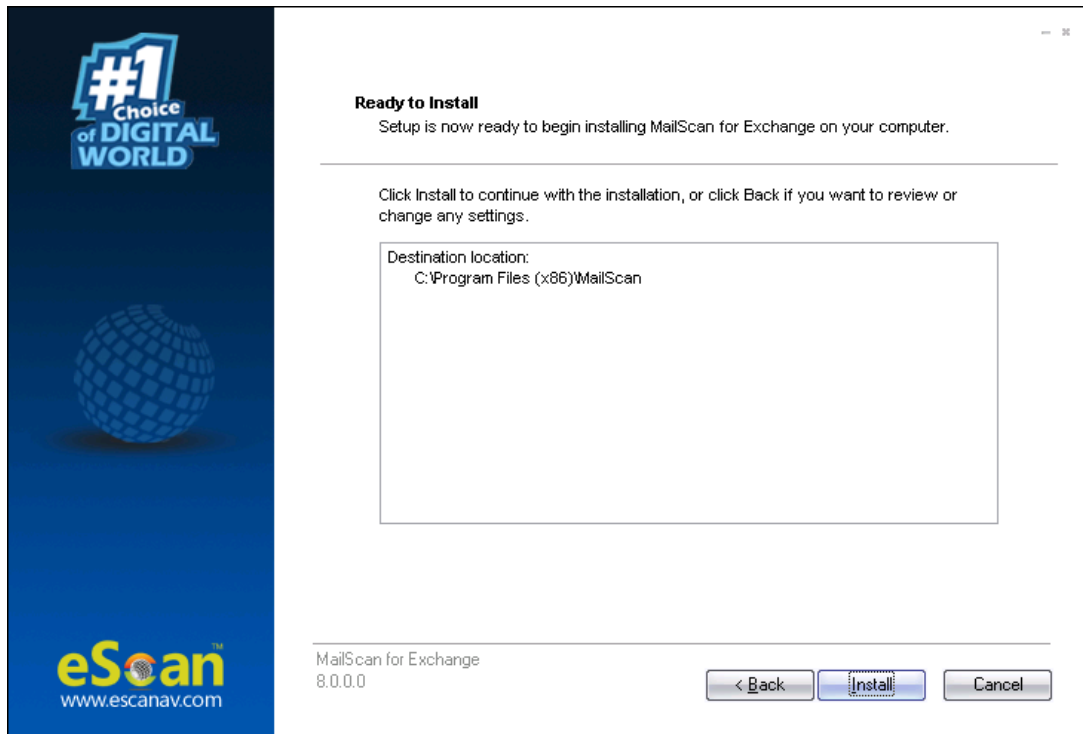 #1
Choice
of DIGITAL
WORLD
Ready to Install
Setup is now ready to begin installing MailScan for Exchange on your computer.
Click Install to continue with the installation, or click Back if you want to review or
change any settings.
Destination location:
C:\Program Files (x86)\MailScan
eScan™
www.escanav.com
MailScan for Exchange
8.0.0.0
< Back
Install
Cancel